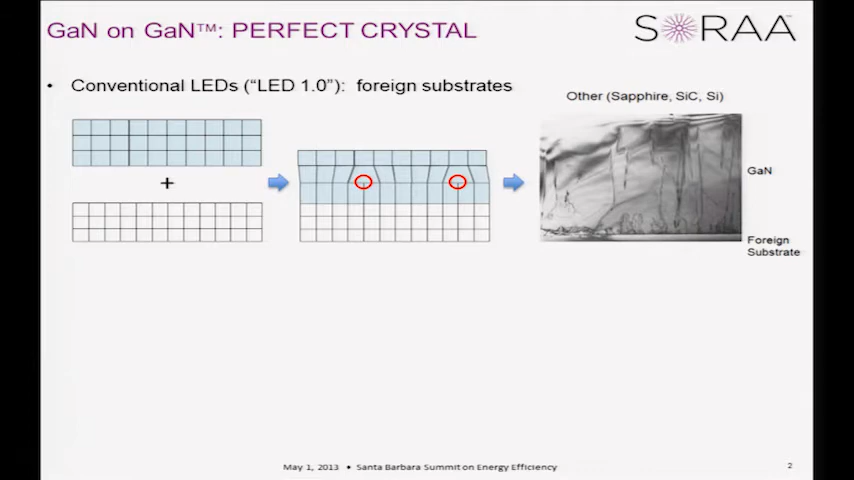 GaN on GaN™: PERFECT CRYSTAL
SORAA™
• Conventional LEDs (“LED 1.0”): foreign substrates
Other (Sapphire, SiC, Si)
+
GaN
Foreign
Substrate
May 1, 2013 • Santa Barbara Summit on Energy Efficiency
2